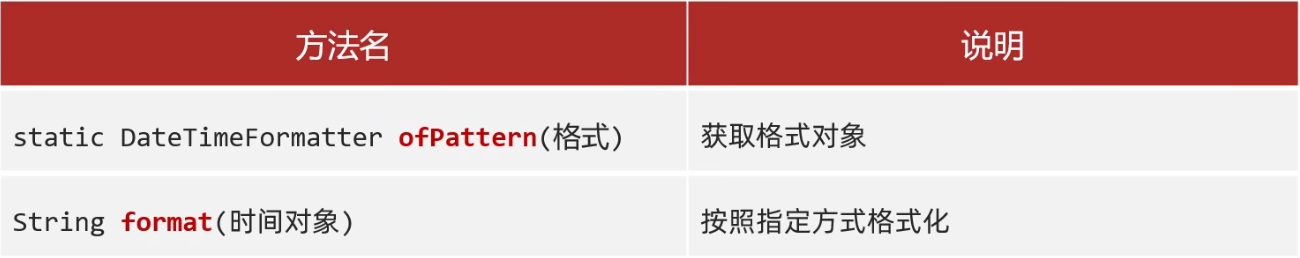 方法名 说明
static DateTimeFormatter ofPattern(格式) 获取格式对象
String format(时间对象) 按照指定方式格式化